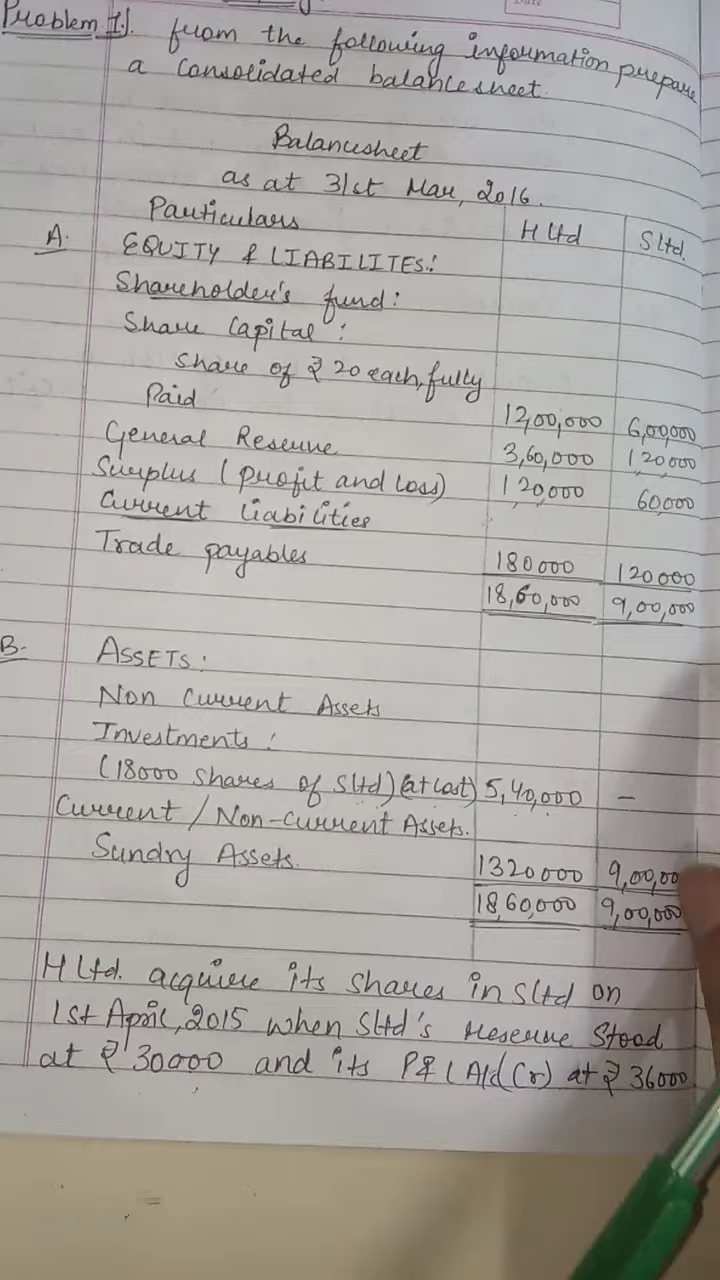 Problem 1.). from the following information prepare
a consolidated balancesheet.
Balancesheet
as at 31st Mar, 2016.
Particulars H Ltd S Ltd.
A. EQUITY & LIABILITES:
Shareholder's fund:
Share Capital:
Share of ₹ 20 each, fully
Paid 12,00,000 6,00,000
General Reserve 3,60,000 120000
Surplus (profit and loss) 120,000 60000
Current liabilities
Trade payables 180000 120000
18,60,000 9,00,000
B. ASSETS:
Non Current Assets
Investments:
(18000 shares of Sltd) (at cost) 5,40,000 -
Current / Non-current Assets.
Sundry Assets. 1320000 9,00,00
18,60,000 9,00,000
H Ltd. acquire its shares in sltd on
1st April, 2015 when Sltd's reserve stood
at ₹ 30000 and its P& L A/c (Cr) at ₹ 36000